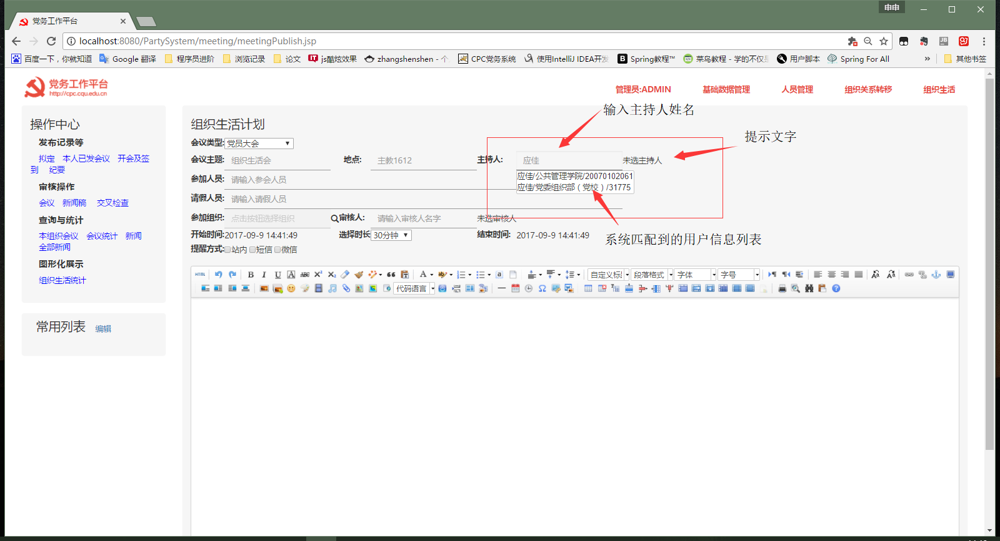 申申
党务工作平台
localhost:8080/PartySystem/meeting/meetingPublish.jsp
百度一下，你就知道 Google 翻译 程序员进阶 浏览记录 论文 js酷炫效果 zhangshenshen - 个 CPC党务系统 使用IntelliJ IDEA开发 Spring教程™ 菜鸟教程 - 学的不仅是 用户脚本 Spring For All » 其他书签
党务工作平台
http://cpc.cqu.edu.cn
管理员:ADMIN 基础数据管理 人员管理 组织关系转移 组织生活
输入主持人姓名
提示文字
操作中心
发布记录等
拟定 本人已发会议 开会及签
到 纪要
审核操作
会议 新闻稿 交叉检查
查询与统计
本组织会议 会议统计 新闻
全部新闻
图形化展示
组织生活统计
常用列表 编辑
组织生活计划
会议类型: 党员大会
会议主题: 组织生活会 地点: 主教1612 主持人: 应佳 未选主持人
应佳/公共管理学院/20070102061
应佳/党委组织部（党校）/31775
参加人员: 请输入参会人员
请假人员: 请输入请假人员
参加组织: 点击按钮选择组织 审核人: 请输入审核人名字 未选审核人
开始时间: 2017-09-9 14:41:49 选择时长 30分钟 结束时间: 2017-09-9 14:41:49
系统匹配到的用户信息列表
提醒方式: 站内 短信 微信
HTML 自定义标题 段落格式 字体 字号
代码语言